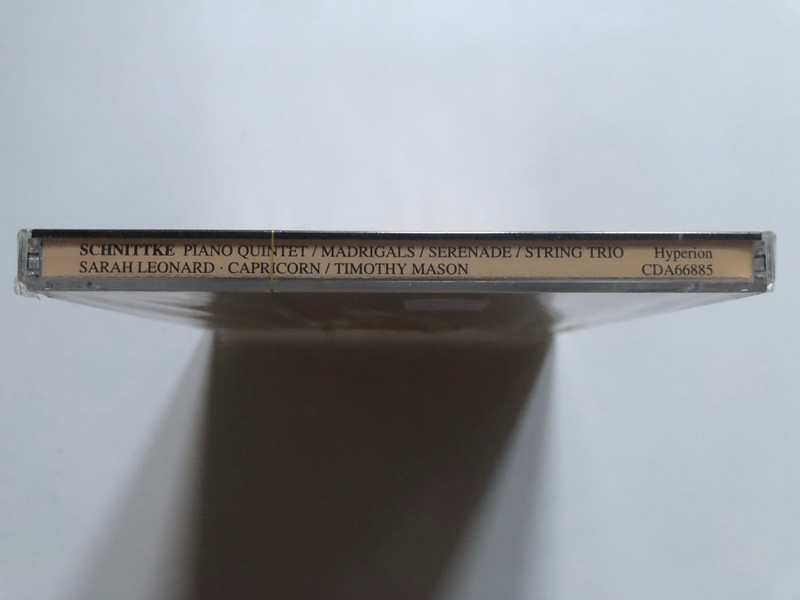 SCHNITTKE PIANO QUINTET / MADRIGALS / SERENADE / STRING TRIO Hyperion
SARAH LEONARD · CAPRICORN / TIMOTHY MASON CDA66885